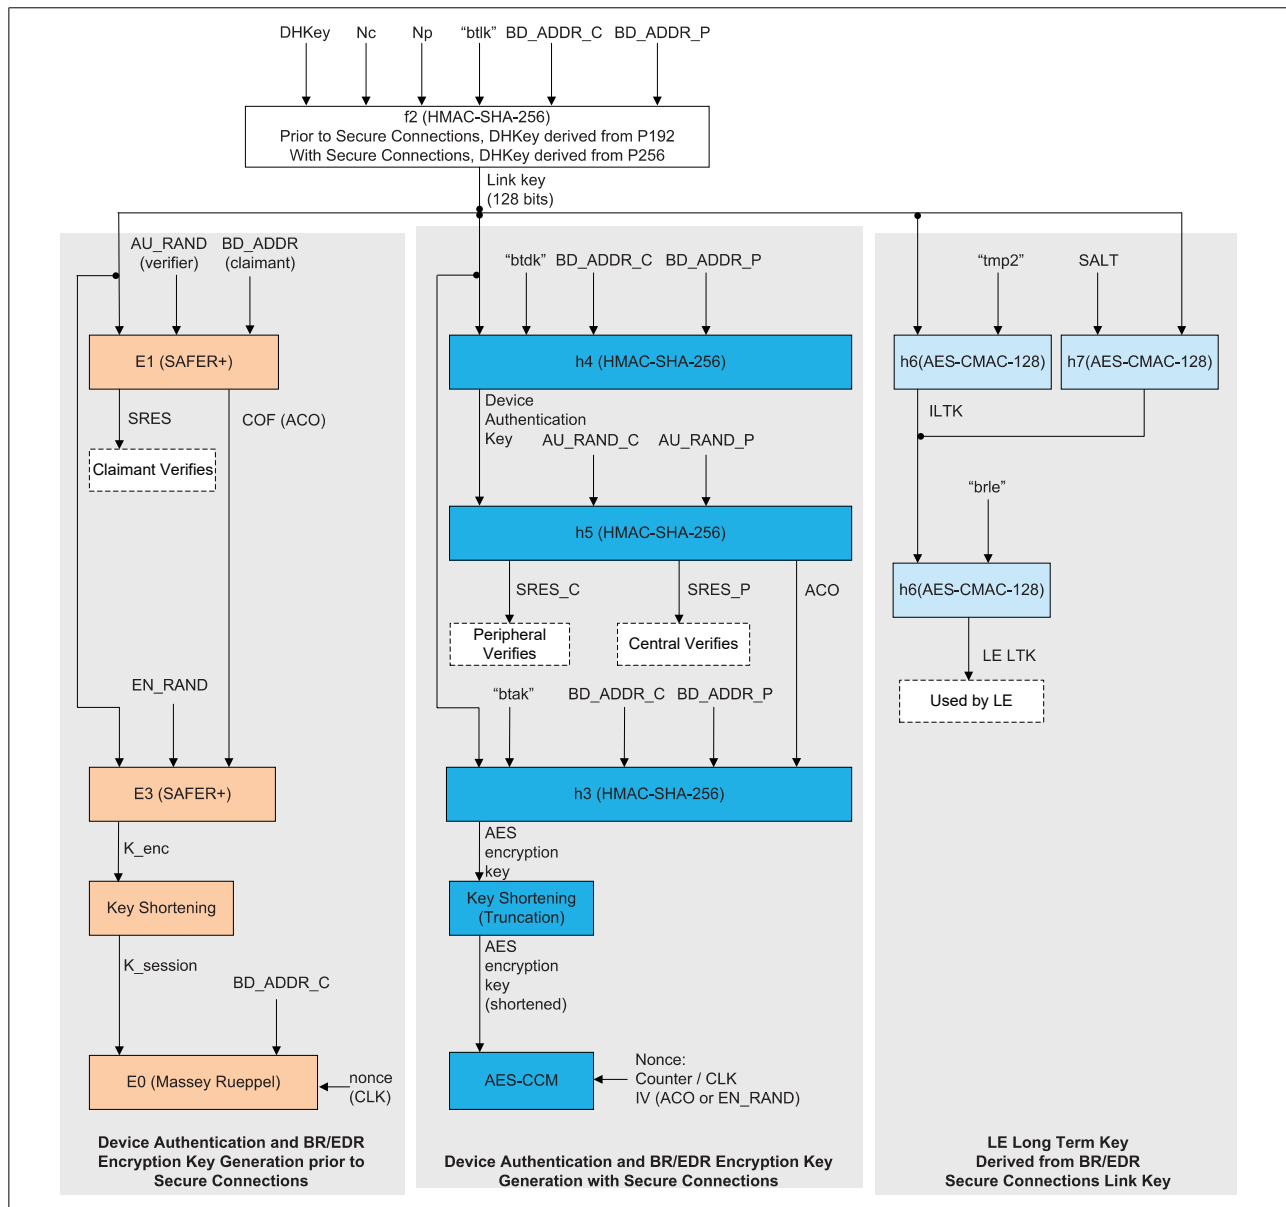 DHKey
Nc
Np
“btlk”
BD_ADDR_C
BD_ADDR_P
f2 (HMAC-SHA-256)
Prior to Secure Connections, DHKey derived from P192
With Secure Connections, DHKey derived from P256
Link key
(128 bits)
AU_RAND
(verifier)
BD_ADDR
(claimant)
E1 (SAFER+)
SRES
COF (ACO)
Claimant Verifies
EN_RAND
E3 (SAFER+)
K_enc
Key Shortening
K_session
BD_ADDR_C
E0 (Massey Rueppel)
nonce
(CLK)
Device Authentication and BR/EDR
Encryption Key Generation prior to
Secure Connections
“btdk”
BD_ADDR_C
BD_ADDR_P
h4 (HMAC-SHA-256)
Device
Authentication
Key
AU_RAND_C
AU_RAND_P
h5 (HMAC-SHA-256)
SRES_C
SRES_P
ACO
Peripheral
Verifies
Central Verifies
“btak”
BD_ADDR_C
BD_ADDR_P
h3 (HMAC-SHA-256)
AES
encryption
key
Key Shortening
(Truncation)
AES
encryption
key
(shortened)
AES-CCM
Nonce:
Counter / CLK
IV (ACO or EN_RAND)
Device Authentication and BR/EDR Encryption Key
Generation with Secure Connections
“tmp2”
SALT
h6(AES-CMAC-128)
h7(AES-CMAC-128)
ILTK
“brle”
h6(AES-CMAC-128)
LE LTK
Used by LE
LE Long Term Key
Derived from BR/EDR
Secure Connections Link Key